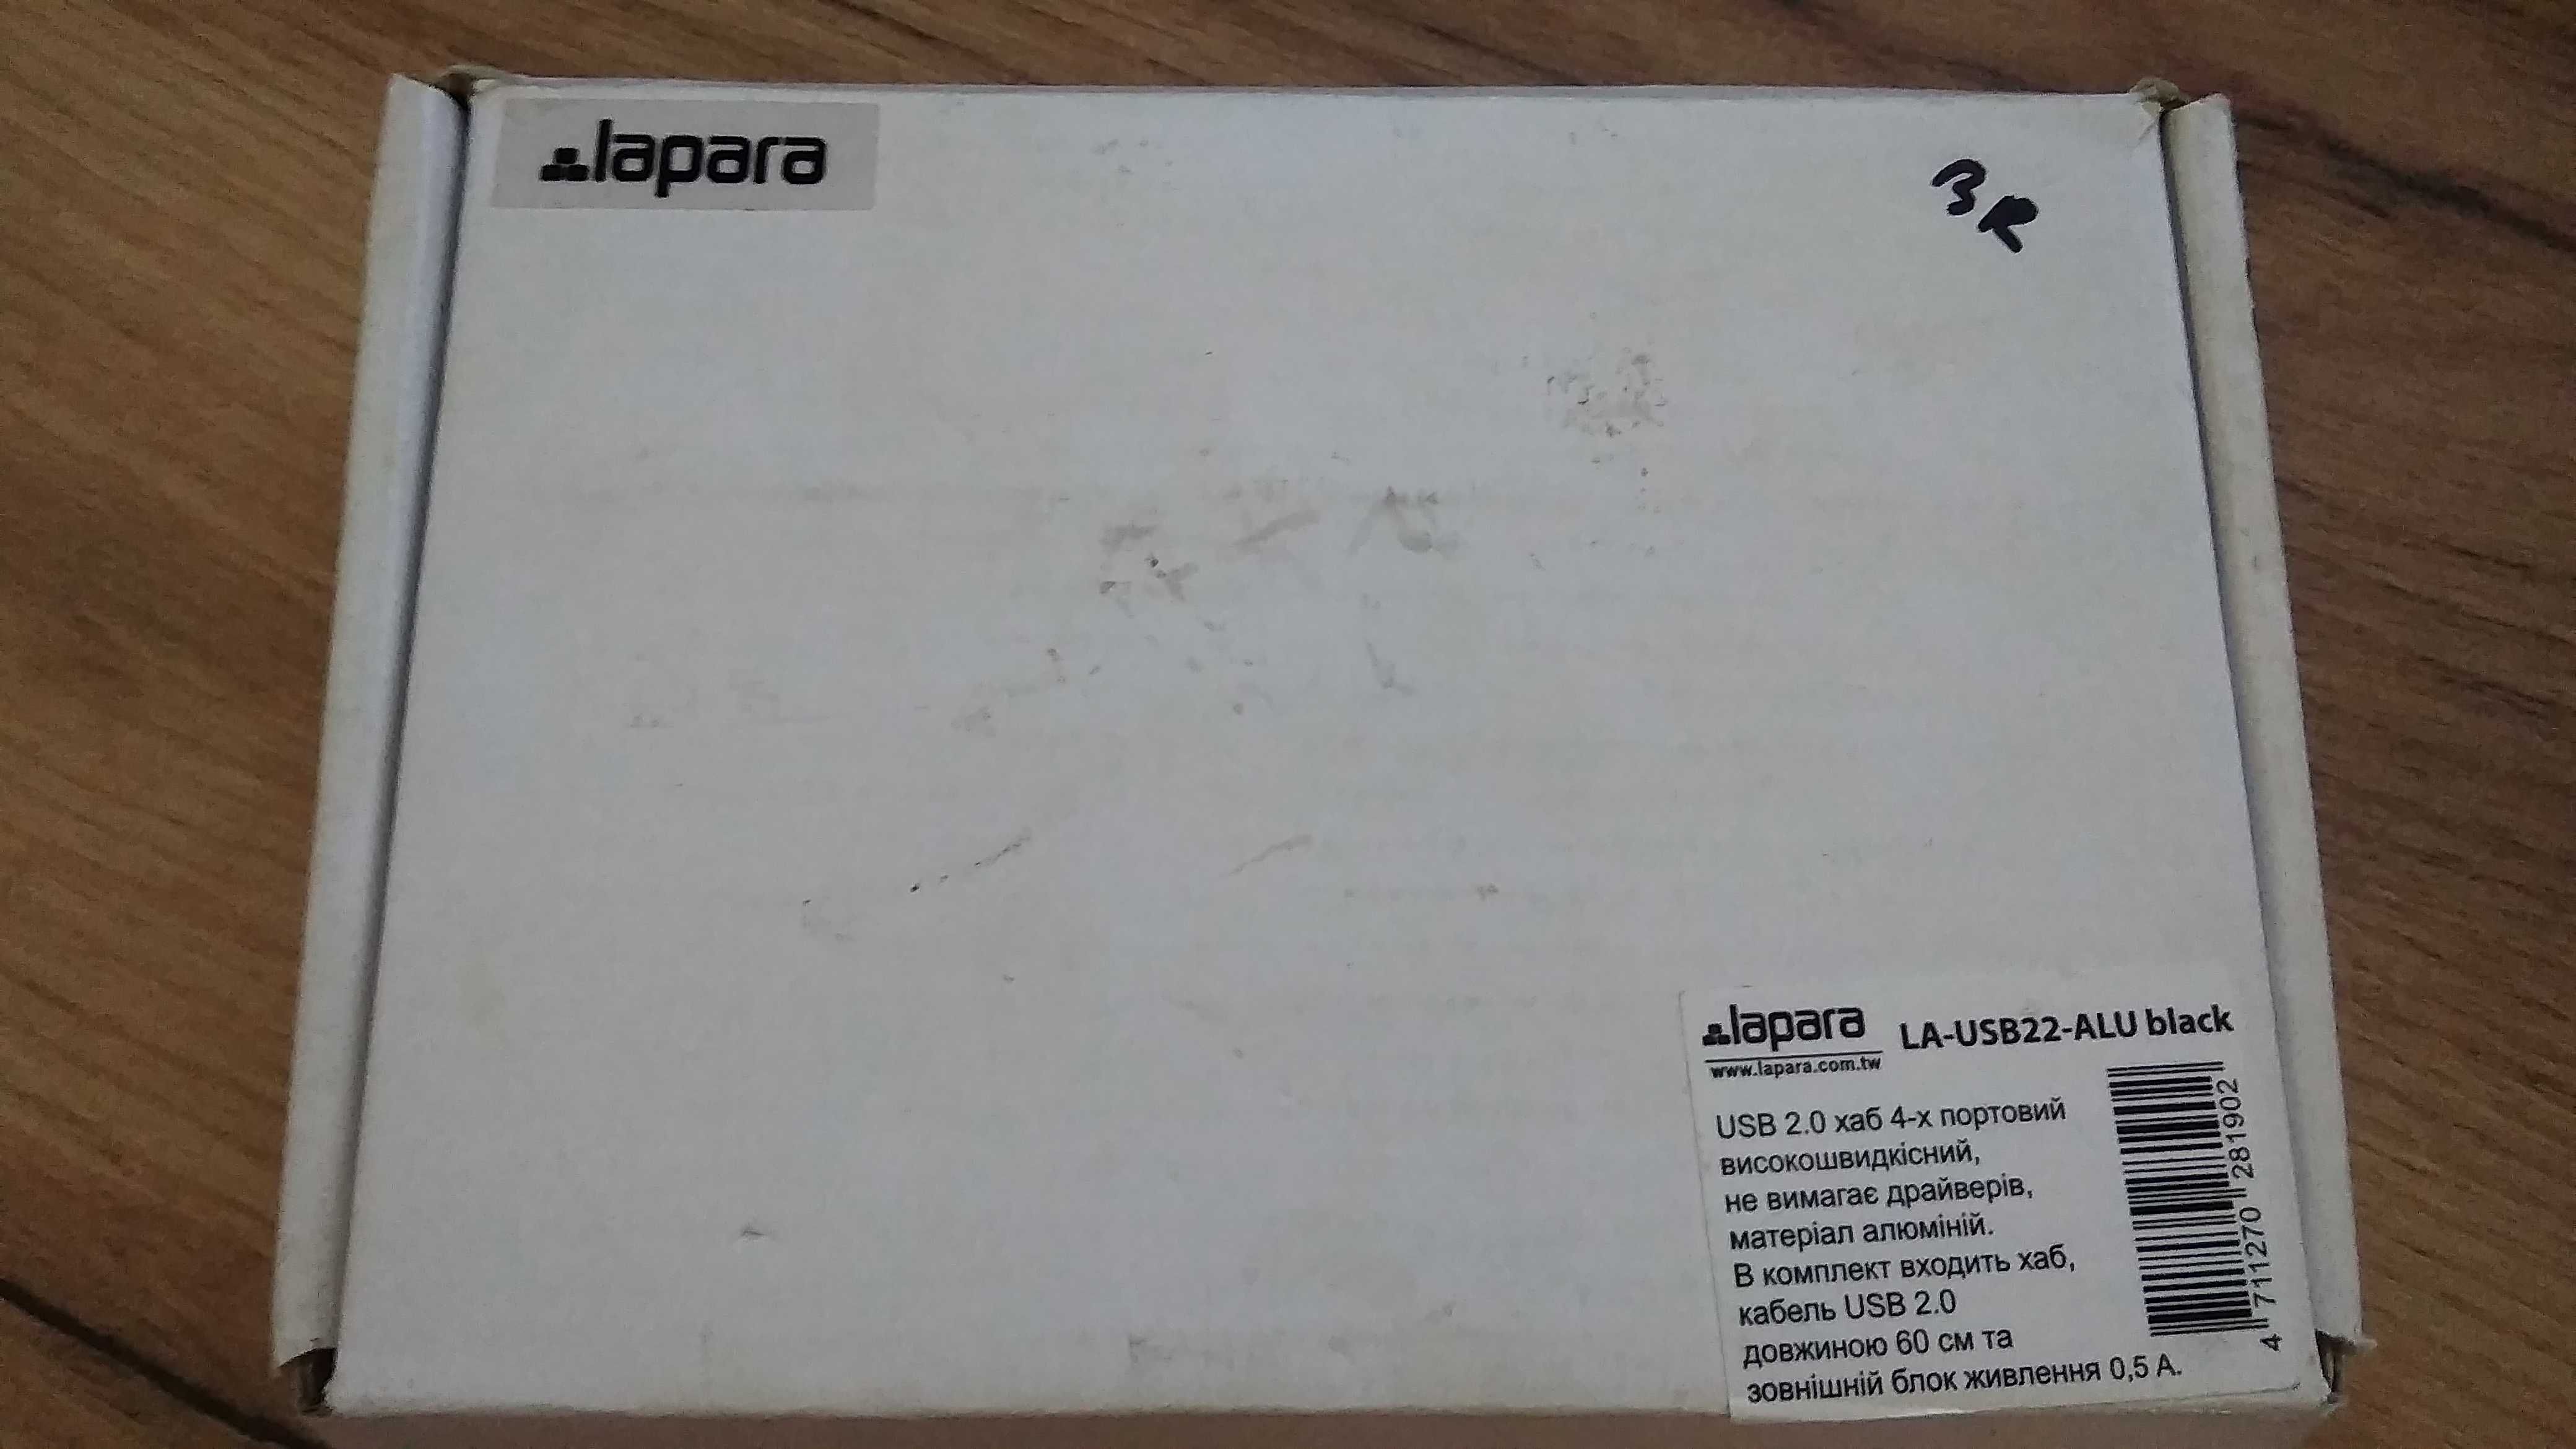 lapara
3R
lapara LA-USB22-ALU black
www.lapara.com.tw
USB 2.0 хаб 4-х портовий
високошвидкісний,
не вимагає драйверів,
матеріал алюміній.
В комплект входить хаб,
кабель USB 2.0
довжиною 60 см та
зовнішній блок живлення 0,5 А.
4 711270 281902